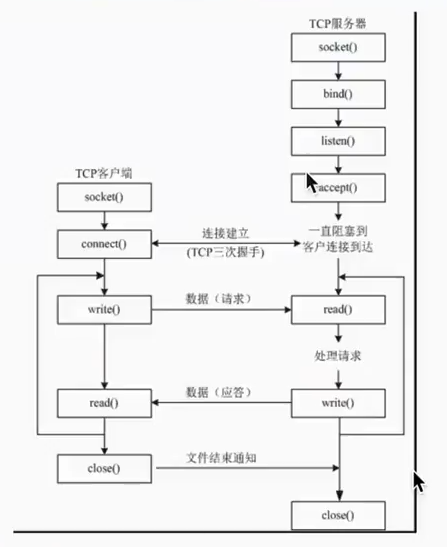 TCP服务器
socket()
bind()
listen()
accept()
TCP客户端
socket()
connect()
连接建立
(TCP三次握手)
一直阻塞到
客户连接到达
write()
数据（请求）
read()
处理请求
read()
数据（应答）
write()
close()
文件结束通知
close()